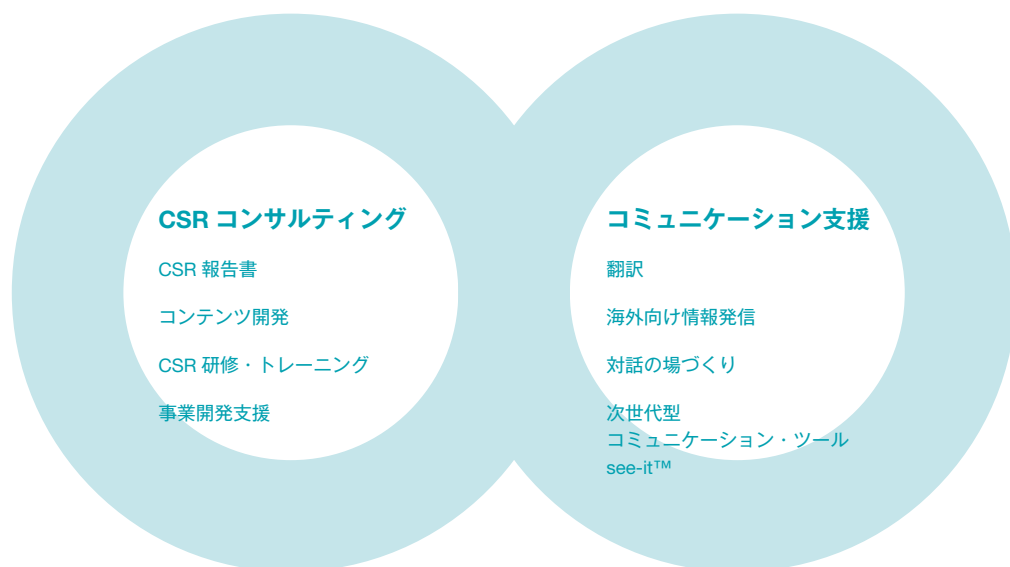 CSR コンサルティング
CSR 報告書
コンテンツ開発
CSR 研修・トレーニング
事業開発支援
コミュニケーション支援
翻訳
海外向け情報発信
対話の場づくり
次世代型
コミュニケーション・ツール
see-it™